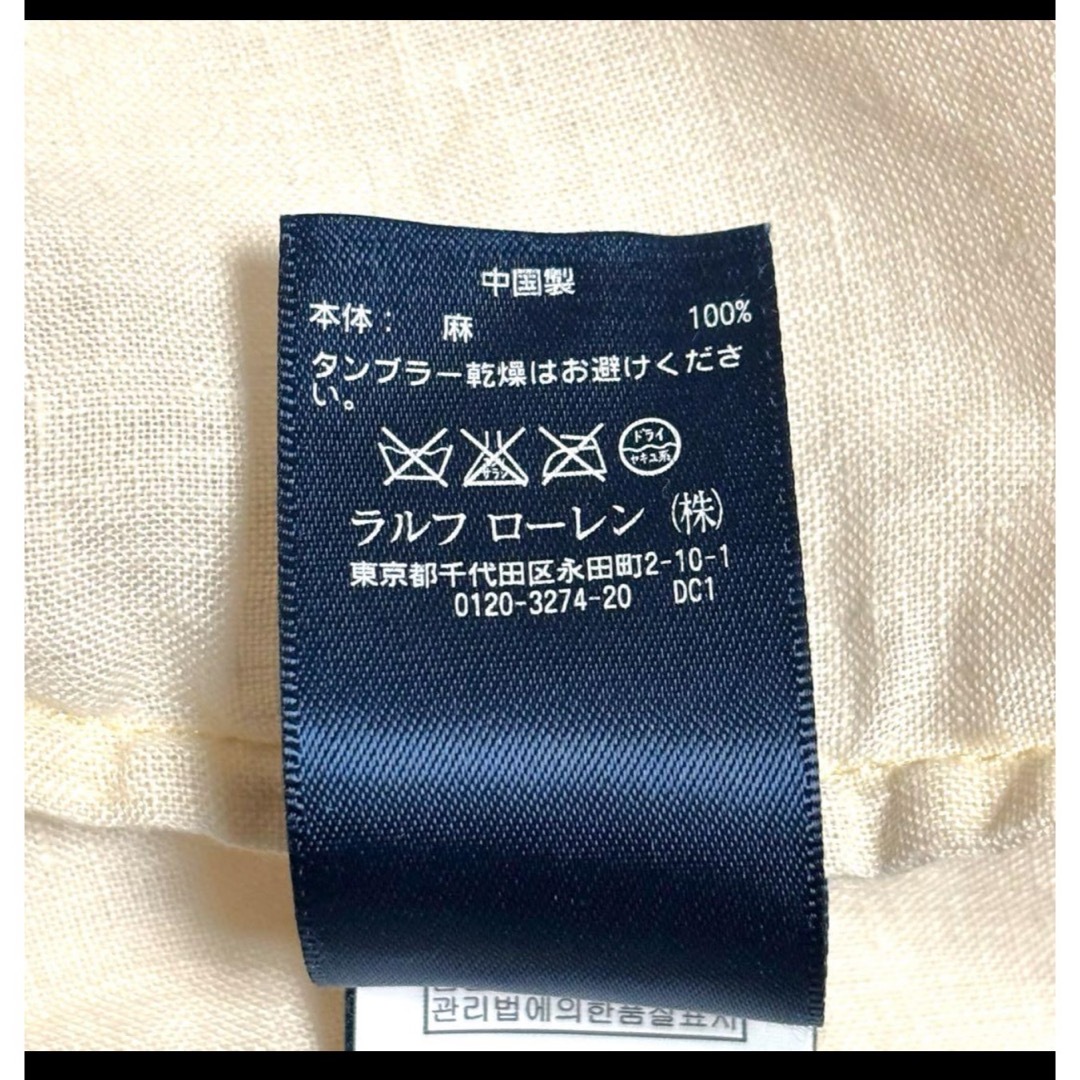 中国製
本体： 麻 100%
タンブラー乾燥はお避けくださ
い。
サラシ
ドライ
セキユ系
ラルフ ローレン ㈱
東京都千代田区永田町2-10-1
0120-3274-20 DC1
관리법에의한품질표시